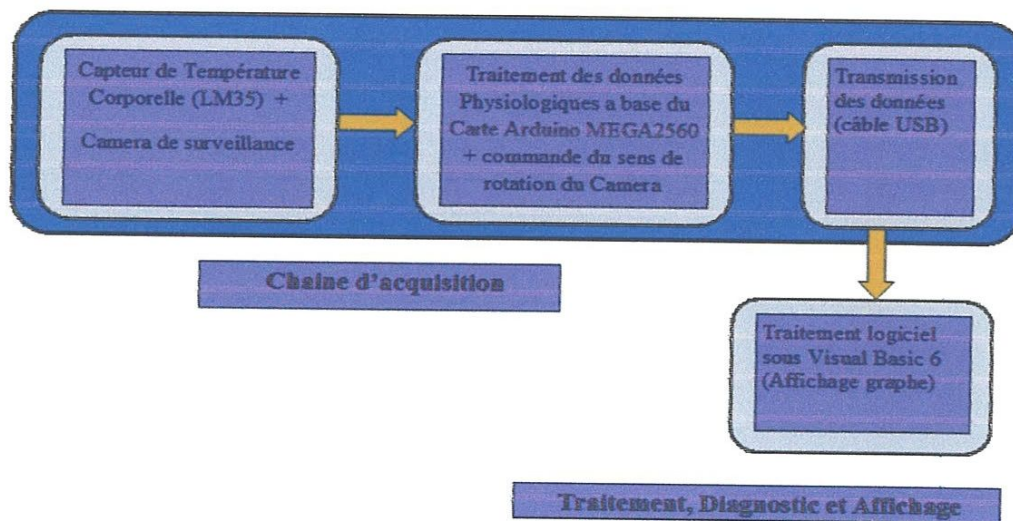 Capteur de Température
Corporelle (LM35) +
Camera de surveillance
Traitement des données
Physiologiques a base du
Carte Arduino MEGA2560
+ commande du sens de
rotation du Camera
Transmission
des données
(câble USB)
Chaine d'acquisition
Traitement logiciel
sous Visual Basic 6
(Affichage graphe)
Traitement, Diagnostic et Affichage